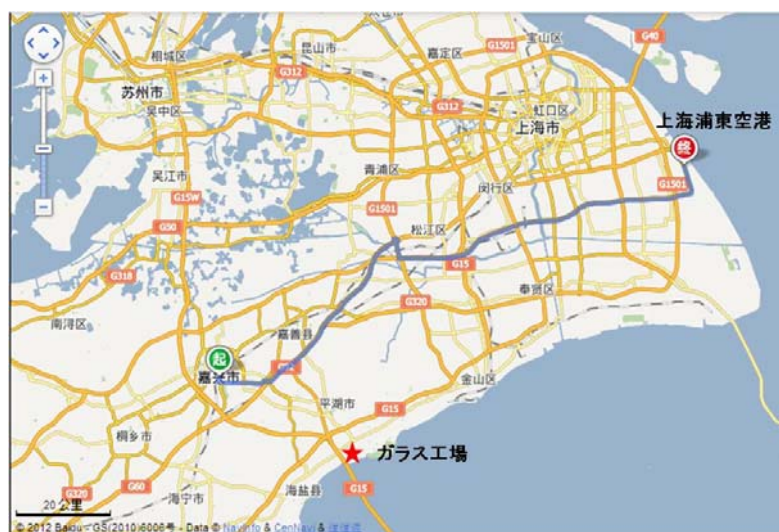 宝山区
G40
相城区
昆山市
嘉定区
G1501
G312
苏州市
G312
虹口区
吴中区
上海市
上海浦東空港
终
青浦区
吴江市
闵行区
G1501
G15W
G1501
G50
松江区
G15
G318
奉贤区
G320
南浔区
嘉善县
起
嘉兴市
金山区
平湖市
G15
桐乡市
ガラス工場
G60
海盐县
G15
G320
20 公里
海宁市
© 2012 Baidu - GS(2010)6006号 - Data © NavInfo & CenNavi & 道道通